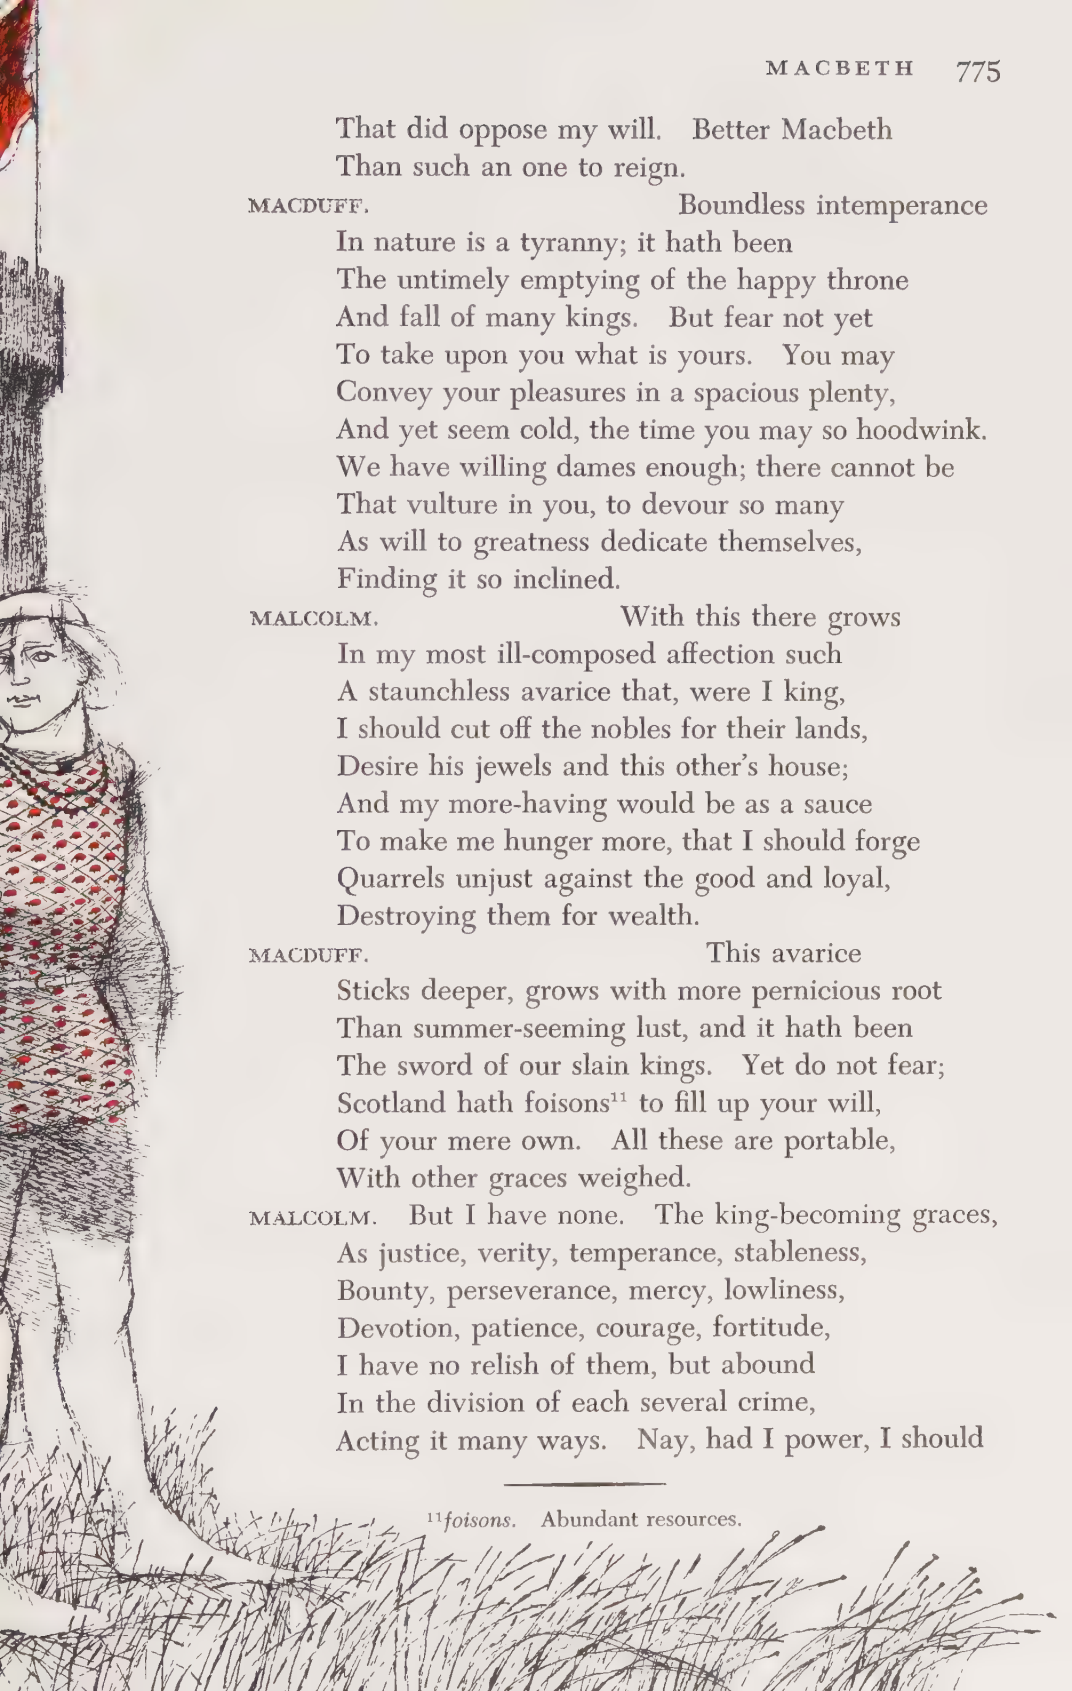 MACBETH 775
That did oppose my will. Better Macbeth
Than such an one to reign.
MACDUFF. Boundless intemperance
In nature is a tyranny; it hath been
The untimely emptying of the happy throne
And fall of many kings. But fear not yet
To take upon you what is yours. You may
Convey your pleasures in a spacious plenty,
And yet seem cold, the time you may so hoodwink.
We have willing dames enough; there cannot be
That vulture in you, to devour so many
As will to greatness dedicate themselves,
Finding it so inclined.
MALCOLM. With this there grows
In my most ill-composed affection such
A staunchless avarice that, were I king,
I should cut off the nobles for their lands,
Desire his jewels and this other's house;
And my more-having would be as a sauce
To make me hunger more, that I should forge
Quarrels unjust against the good and loyal,
Destroying them for wealth.
MACDUFF. This avarice
Sticks deeper, grows with more pernicious root
Than summer-seeming lust, and it hath been
The sword of our slain kings. Yet do not fear;
Scotland hath foisons¹¹ to fill up your will,
Of your mere own. All these are portable,
With other graces weighed.
MALCOLM. But I have none. The king-becoming graces,
As justice, verity, temperance, stableness,
Bounty, perseverance, mercy, lowliness,
Devotion, patience, courage, fortitude,
I have no relish of them, but abound
In the division of each several crime,
Acting it many ways. Nay, had I power, I should
¹¹foisons. Abundant resources.